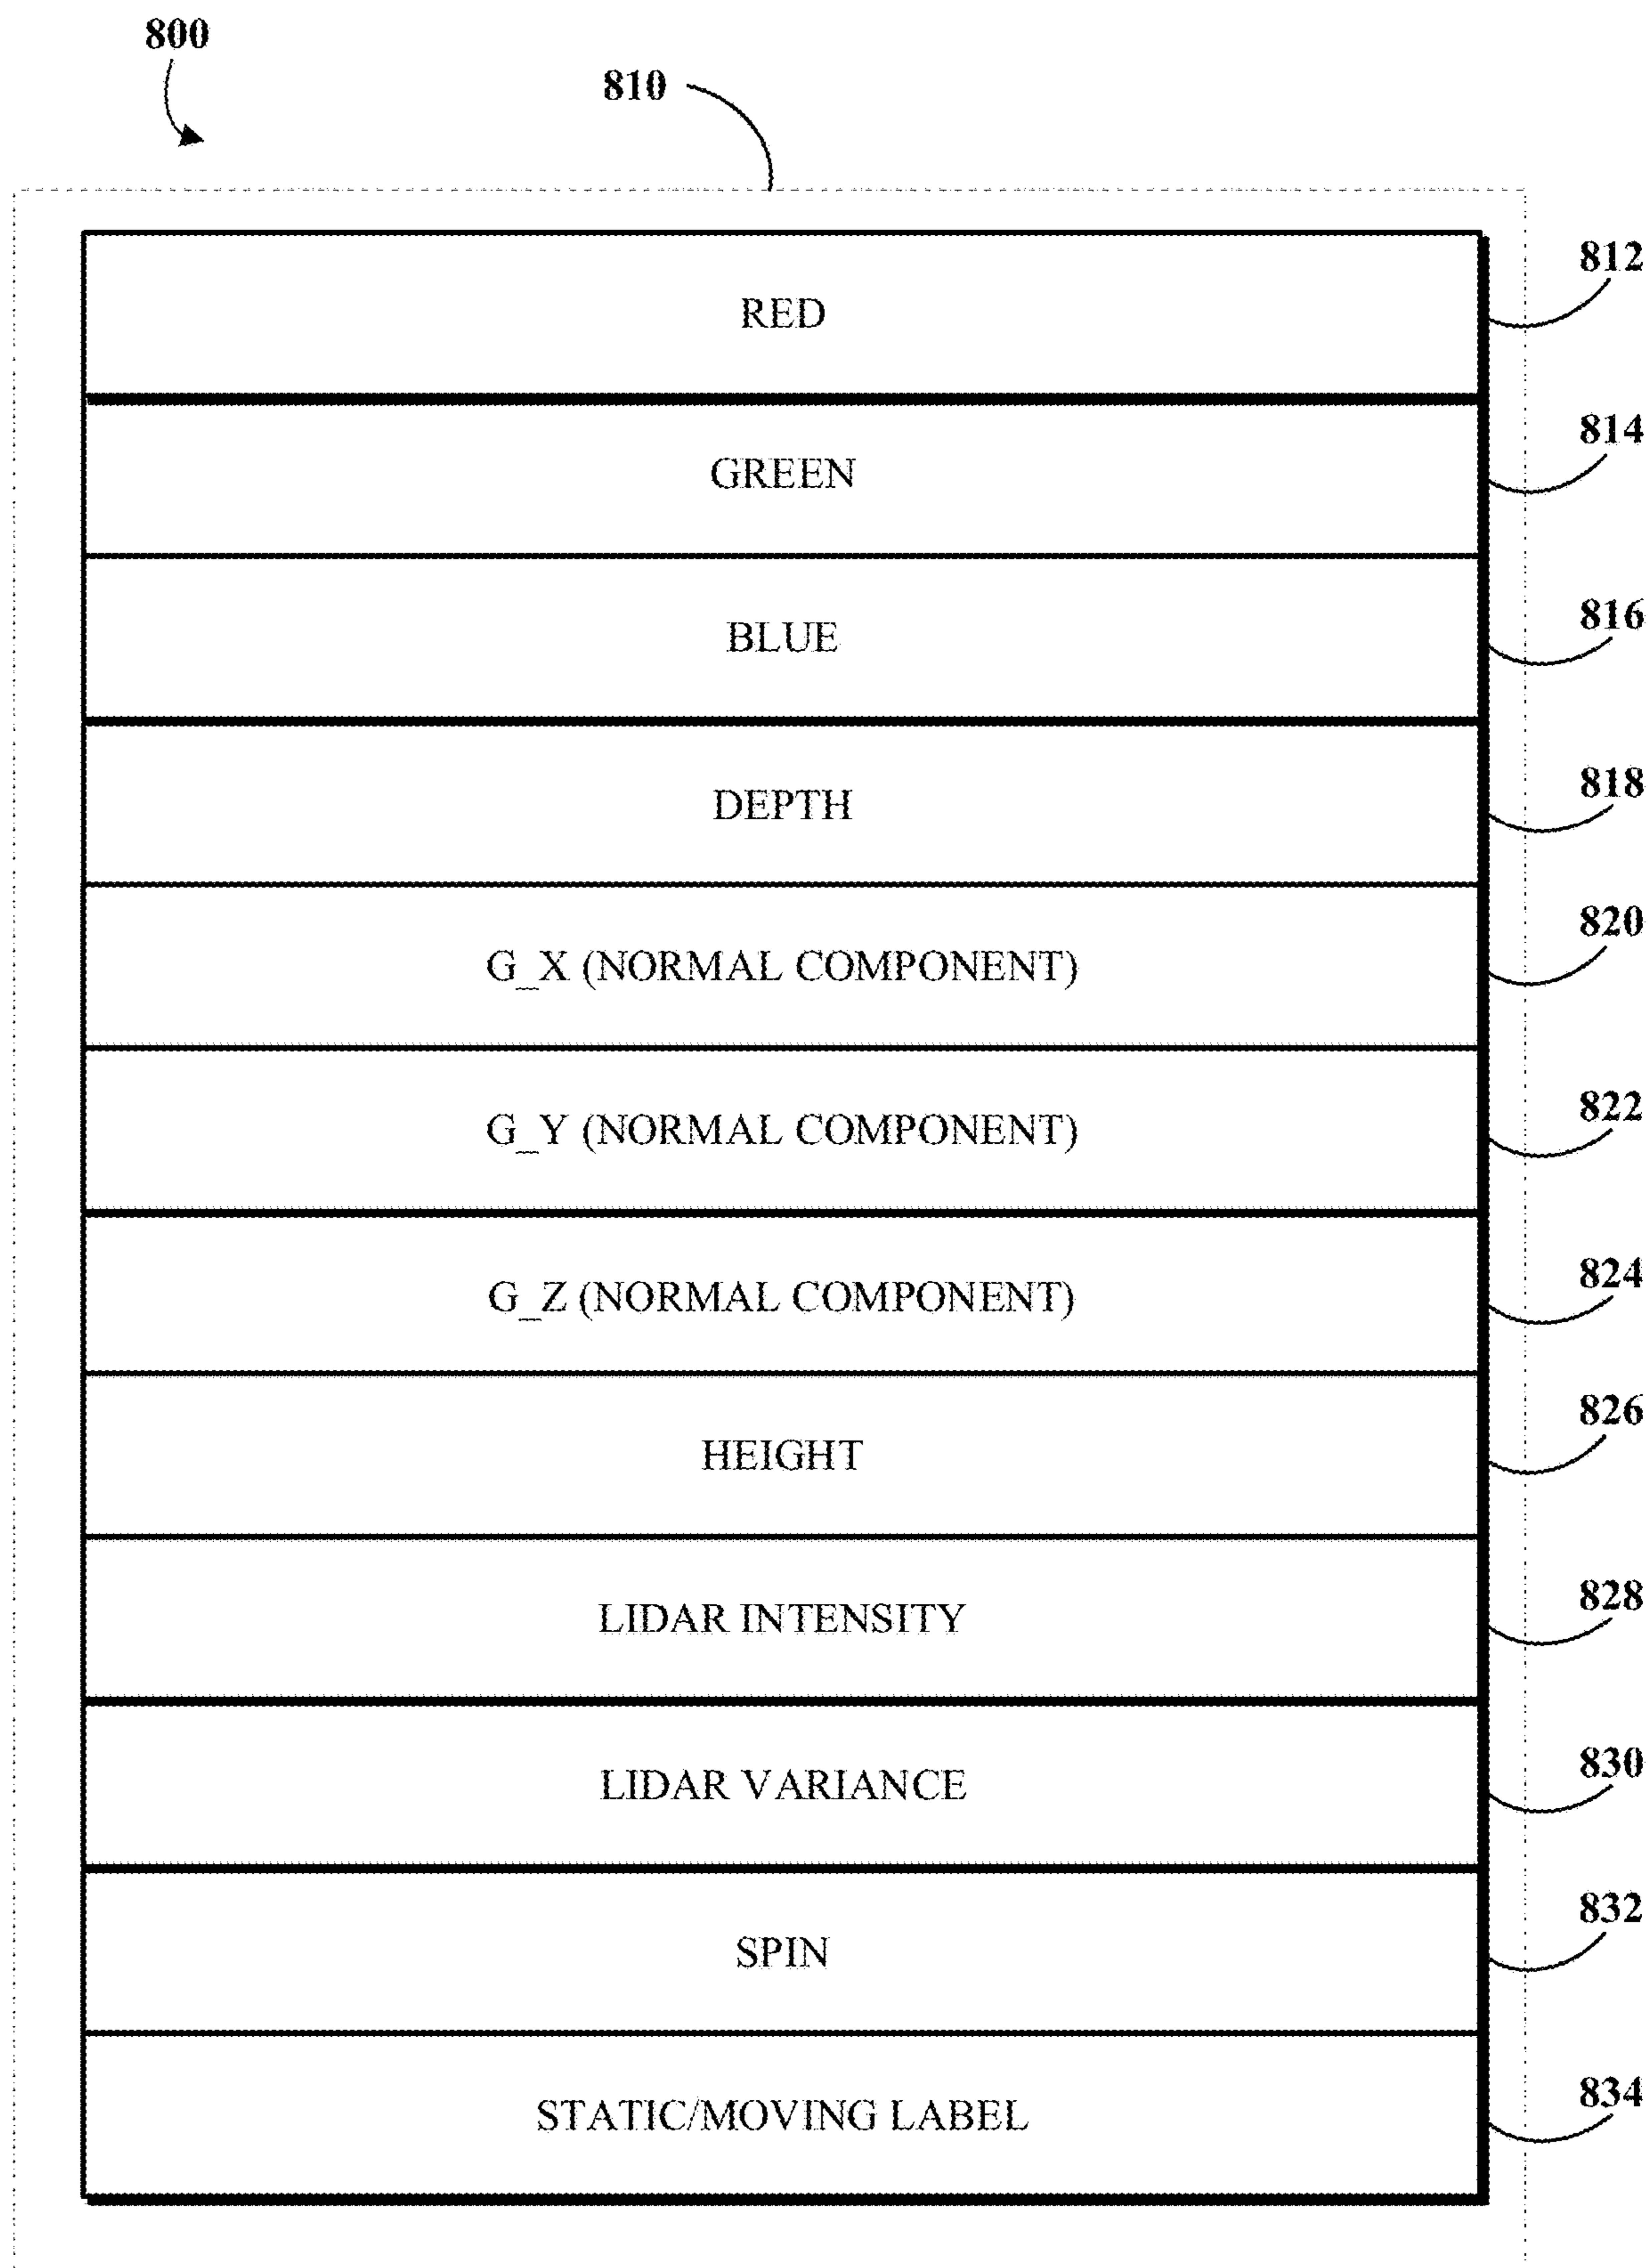 800
810
RED
812
GREEN
814
BLUE
816
DEPTH
818
G_X (NORMAL COMPONENT)
820
G_Y (NORMAL COMPONENT)
822
G_Z (NORMAL COMPONENT)
824
HEIGHT
826
LIDAR INTENSITY
828
LIDAR VARIANCE
830
SPIN
832
STATIC/MOVING LABEL
834